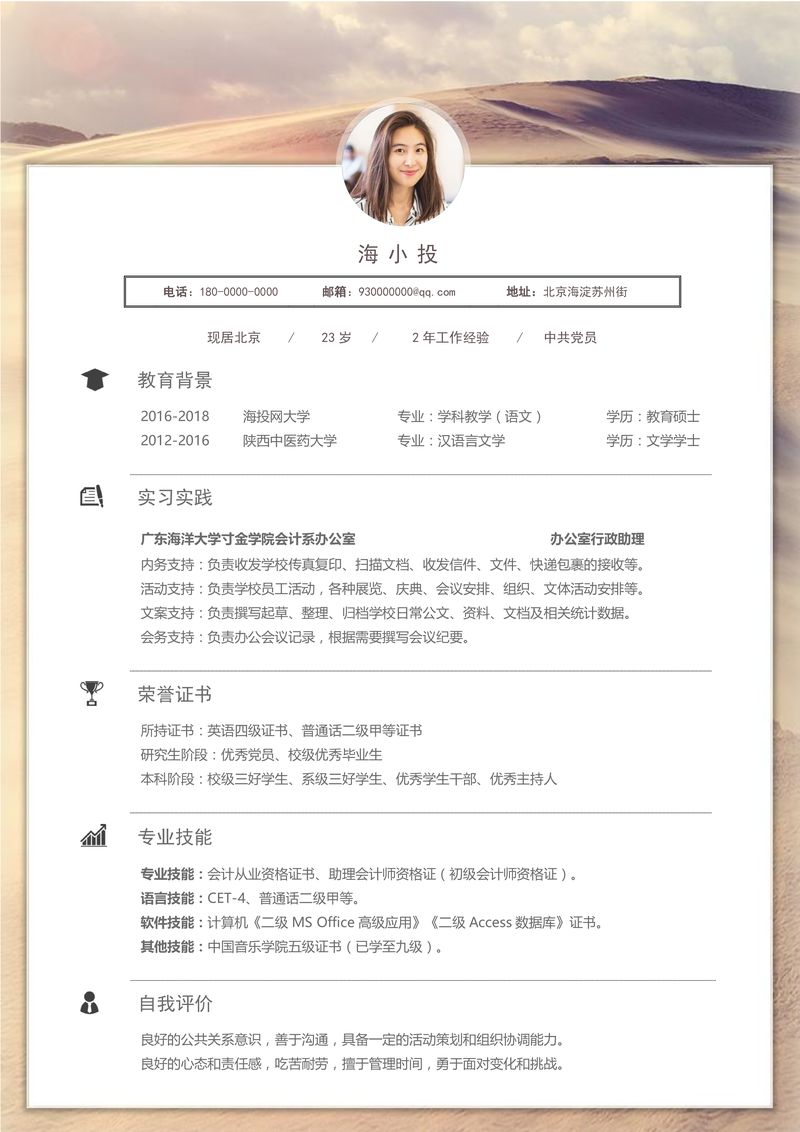 海小投
电话：180-0000-0000 邮箱：930000000@qq.com 地址：北京海淀苏州街
现居北京 / 23 岁 / 2 年工作经验 / 中共党员
教育背景
2016-2018 海投网大学 专业：学科教学（语文） 学历：教育硕士
2012-2016 陕西中医药大学 专业：汉语言文学 学历：文学学士
实习实践
广东海洋大学寸金学院会计系办公室 办公室行政助理
内务支持：负责收发学校传真复印、扫描文档、收发信件、文件、快递包裹的接收等。
活动支持：负责学校员工活动，各种展览、庆典、会议安排、组织、文体活动安排等。
文案支持：负责撰写起草、整理、归档学校日常公文、资料、文档及相关统计数据。
会务支持：负责办公会议记录，根据需要撰写会议纪要。
荣誉证书
所持证书：英语四级证书、普通话二级甲等证书
研究生阶段：优秀党员、校级优秀毕业生
本科阶段：校级三好学生、系级三好学生、优秀学生干部、优秀主持人
专业技能
专业技能：会计从业资格证书、助理会计师资格证（初级会计师资格证）。
语言技能：CET-4、普通话二级甲等。
软件技能：计算机《二级 MS Office 高级应用》《二级 Access 数据库》证书。
其他技能：中国音乐学院五级证书（已学至九级）。
自我评价
良好的公共关系意识，善于沟通，具备一定的活动策划和组织协调能力。
良好的心态和责任感，吃苦耐劳，擅于管理时间，勇于面对变化和挑战。